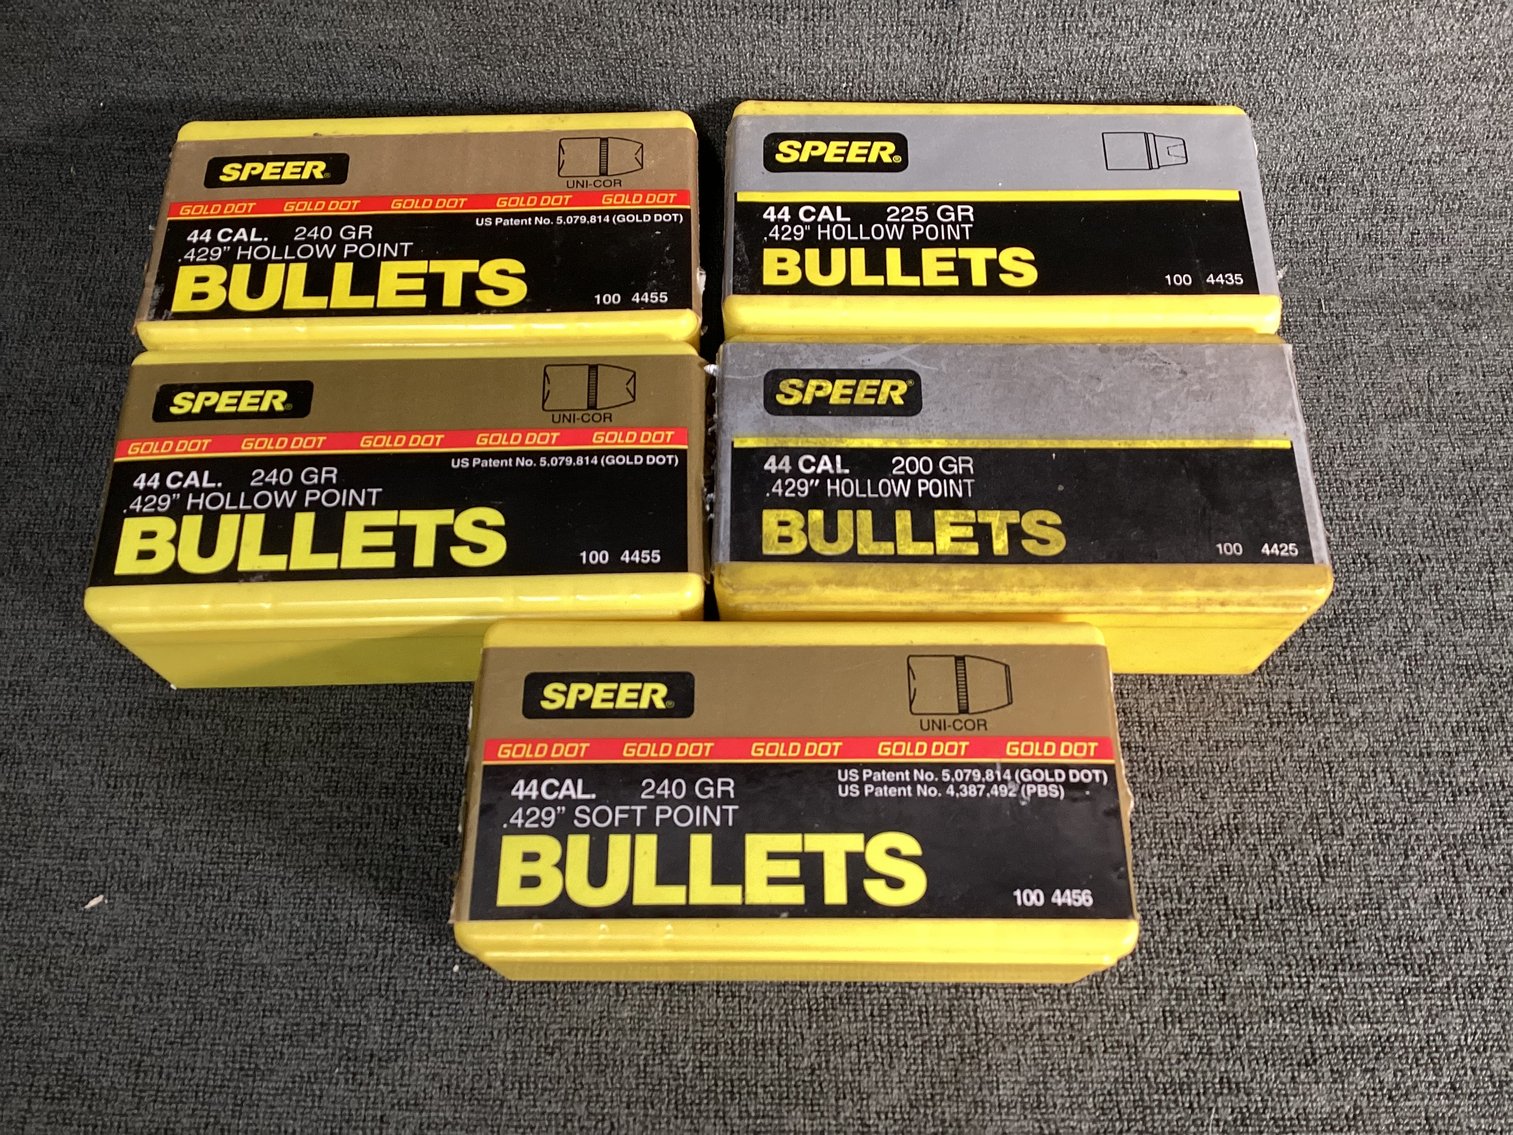 SPEER®
UNI-COR
GOLD DOT GOLD DOT GOLD DOT GOLD DOT GOLD DOT
US Patent No. 5,079,814 (GOLD DOT)
44 CAL. 240 GR
.429" HOLLOW POINT
BULLETS
100 4455
SPEER®
44 CAL 225 GR
.429" HOLLOW POINT
BULLETS
100 4435
SPEER®
UNI-COR
GOLD DOT GOLD DOT GOLD DOT GOLD DOT GOLD DOT
US Patent No. 5,079,814 (GOLD DOT)
44 CAL. 240 GR
.429" HOLLOW POINT
BULLETS
100 4455
SPEER®
44 CAL 200 GR
.429" HOLLOW POINT
BULLETS
100 4425
SPEER®
UNI-COR
GOLD DOT GOLD DOT GOLD DOT GOLD DOT GOLD DOT
US Patent No. 5,079,814 (GOLD DOT)
US Patent No. 4,387,492 (PBS)
44 CAL. 240 GR
.429" SOFT POINT
BULLETS
100 4456